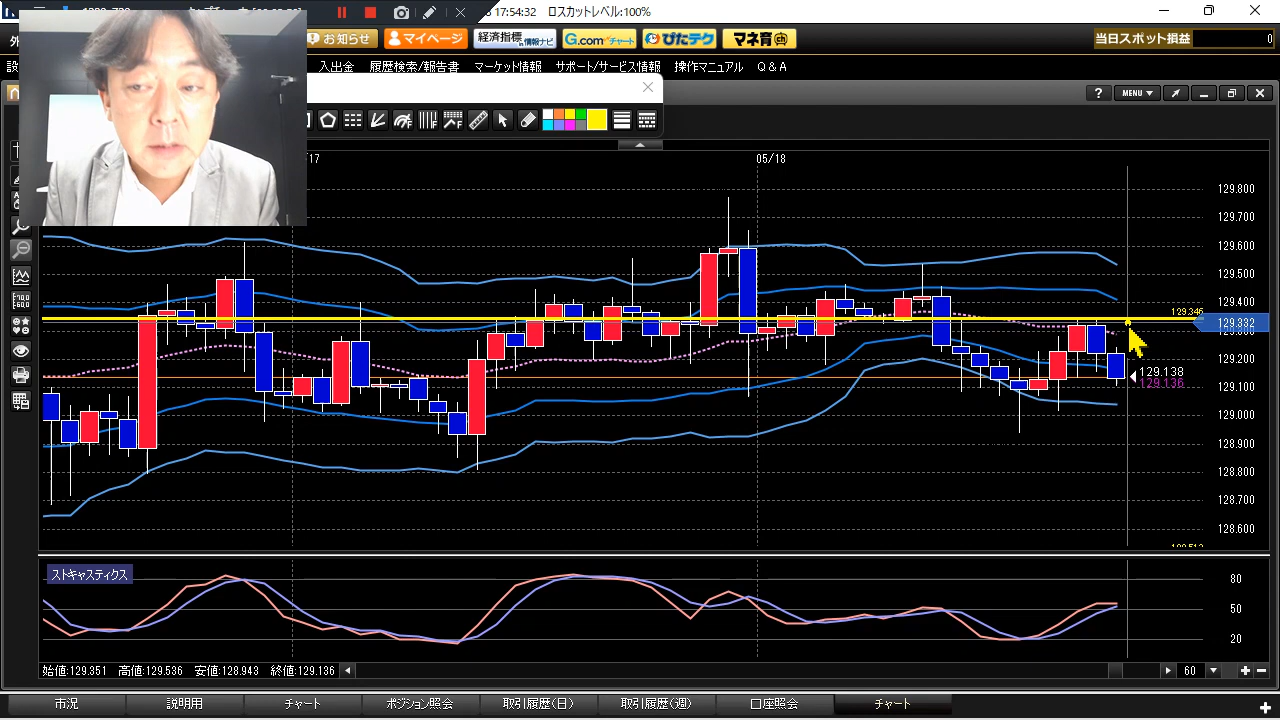 17:54:32 ロスカットレベル:100%
お知らせ
マイページ
経済指標 in 情報ナビ
G.com チャート
ぴたテク
マネ育
当日スポット損益
0
入出金
履歴検索/報告書
マーケット情報
サポート/サービス情報
操作マニュアル
Q&A
?
MENU
17
05/18
129.800
129.700
129.600
129.500
129.400
129.346
129.332
129.200
129.138
129.136
129.100
129.000
128.900
128.800
128.700
128.600
ストキャスティクス
80
50
20
始値:129.351 高値:129.536 安値:128.943 終値:129.136
60
市況
説明用
チャート
ポジション照会
取引履歴(日)
取引履歴(週)
口座照会
チャート